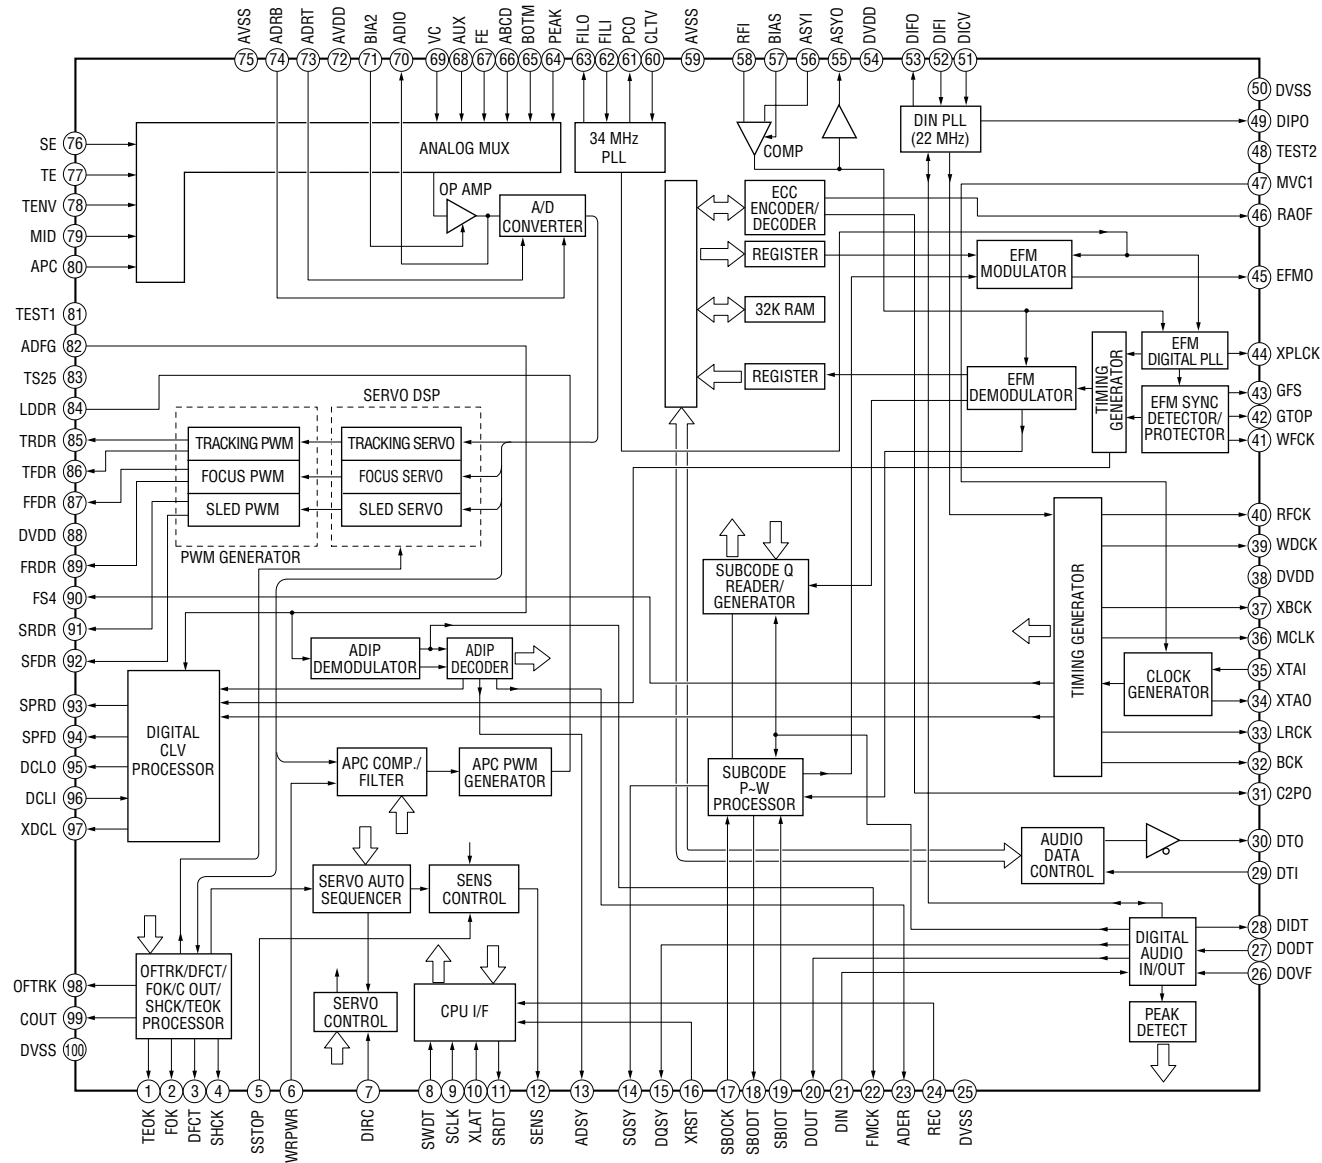 AVSS
ADRB
ADRT
AVDD
BIA2
ADIO
VC
AUX
FE
ABCD
BOTM
PEAK
FILO
FILI
PCO
CLTV
AVSS
RFI
BIAS
ASYI
ASYO
DVDD
DIFO
DIFI
DICV
75
74
73
72
71
70
69
68
67
66
65
64
63
62
61
60
59
58
57
56
55
54
53
52
51
SE 76
TE 77
TENV 78
MID 79
APC 80
TEST1 81
ADFG 82
TS25 83
LDDR 84
TRDR 85
TFDR 86
FFDR 87
DVDD 88
FRDR 89
FS4 90
SRDR 91
SFDR 92
SPRD 93
SPFD 94
DCLO 95
DCLI 96
XDCL 97
OFTRK 98
COUT 99
DVSS 100
50 DVSS
49 DIPO
48 TEST2
47 MVC1
46 RAOF
45 EFMO
44 XPLCK
43 GFS
42 GTOP
41 WFCK
40 RFCK
39 WDCK
38 DVDD
37 XBCK
36 MCLK
35 XTAI
34 XTAO
33 LRCK
32 BCK
31 C2PO
30 DTO
29 DTI
28 DIDT
27 DODT
26 DOVF
ANALOG MUX
34 MHz
PLL
COMP
DIN PLL
(22 MHz)
OP AMP
A/D
CONVERTER
ECC
ENCODER/
DECODER
REGISTER
32K RAM
REGISTER
EFM
MODULATOR
EFM
DEMODULATOR
TIMING
GENERATOR
EFM
DIGITAL PLL
EFM SYNC
DETECTOR/
PROTECTOR
SERVO DSP
TRACKING PWM
FOCUS PWM
SLED PWM
TRACKING SERVO
FOCUS SERVO
SLED SERVO
PWM GENERATOR
SUBCODE Q
READER/
GENERATOR
TIMING GENERATOR
CLOCK
GENERATOR
ADIP
DEMODULATOR
ADIP
DECODER
DIGITAL
CLV
PROCESSOR
APC COMP./
FILTER
APC PWM
GENERATOR
SUBCODE
P~W
PROCESSOR
AUDIO
DATA
CONTROL
SERVO AUTO
SEQUENCER
SENS
CONTROL
DIGITAL
AUDIO
IN/OUT
OFTRK/DFCT/
FOK/C OUT/
SHCK/TEOK
PROCESSOR
SERVO
CONTROL
CPU I/F
PEAK
DETECT
1
2
3
4
5
6
7
8
9
10
11
12
13
14
15
16
17
18
19
20
21
22
23
24
25
TEOK
FOK
DFCT
SHCK
SSTOP
WRPWR
DIRC
SWDT
SCLK
XLAT
SRDT
SENS
ADSY
SQSY
DQSY
XRST
SBOCK
SBODT
SBIOT
DOUT
DIN
FMCK
ADER
REC
DVSS